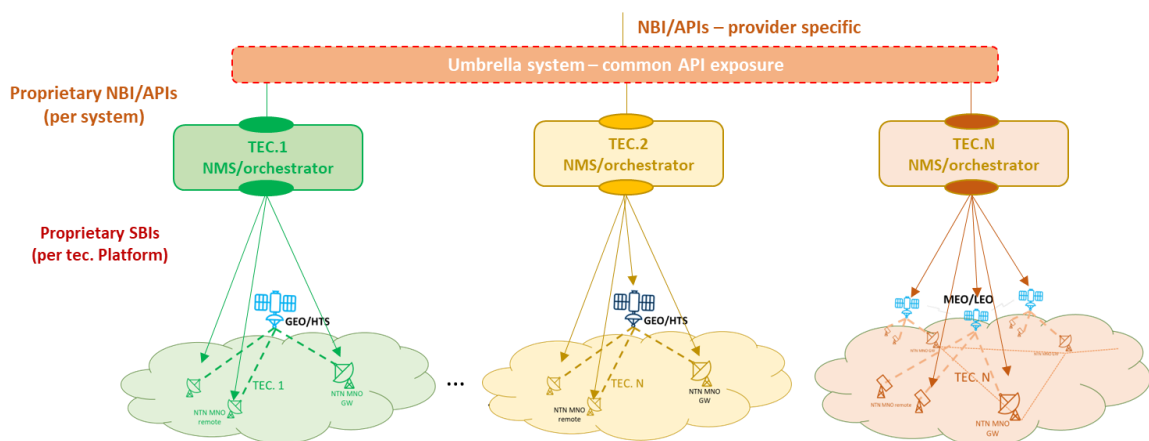 NBI/APIs – provider specific
Umbrella system – common API exposure
Proprietary NBI/APIs
(per system)
TEC.1
NMS/orchestrator
TEC.2
NMS/orchestrator
TEC.N
NMS/orchestrator
Proprietary SBIs
(per tec. Platform)
GEO/HTS
GEO/HTS
MEO/LEO
TEC. 1
NTN MNO
remote
NTN MNO
GW
...
TEC. N
NTN MNO
remote
NTN MNO
GW
TEC. N
NTN MNO remote
NTN MNO
GW